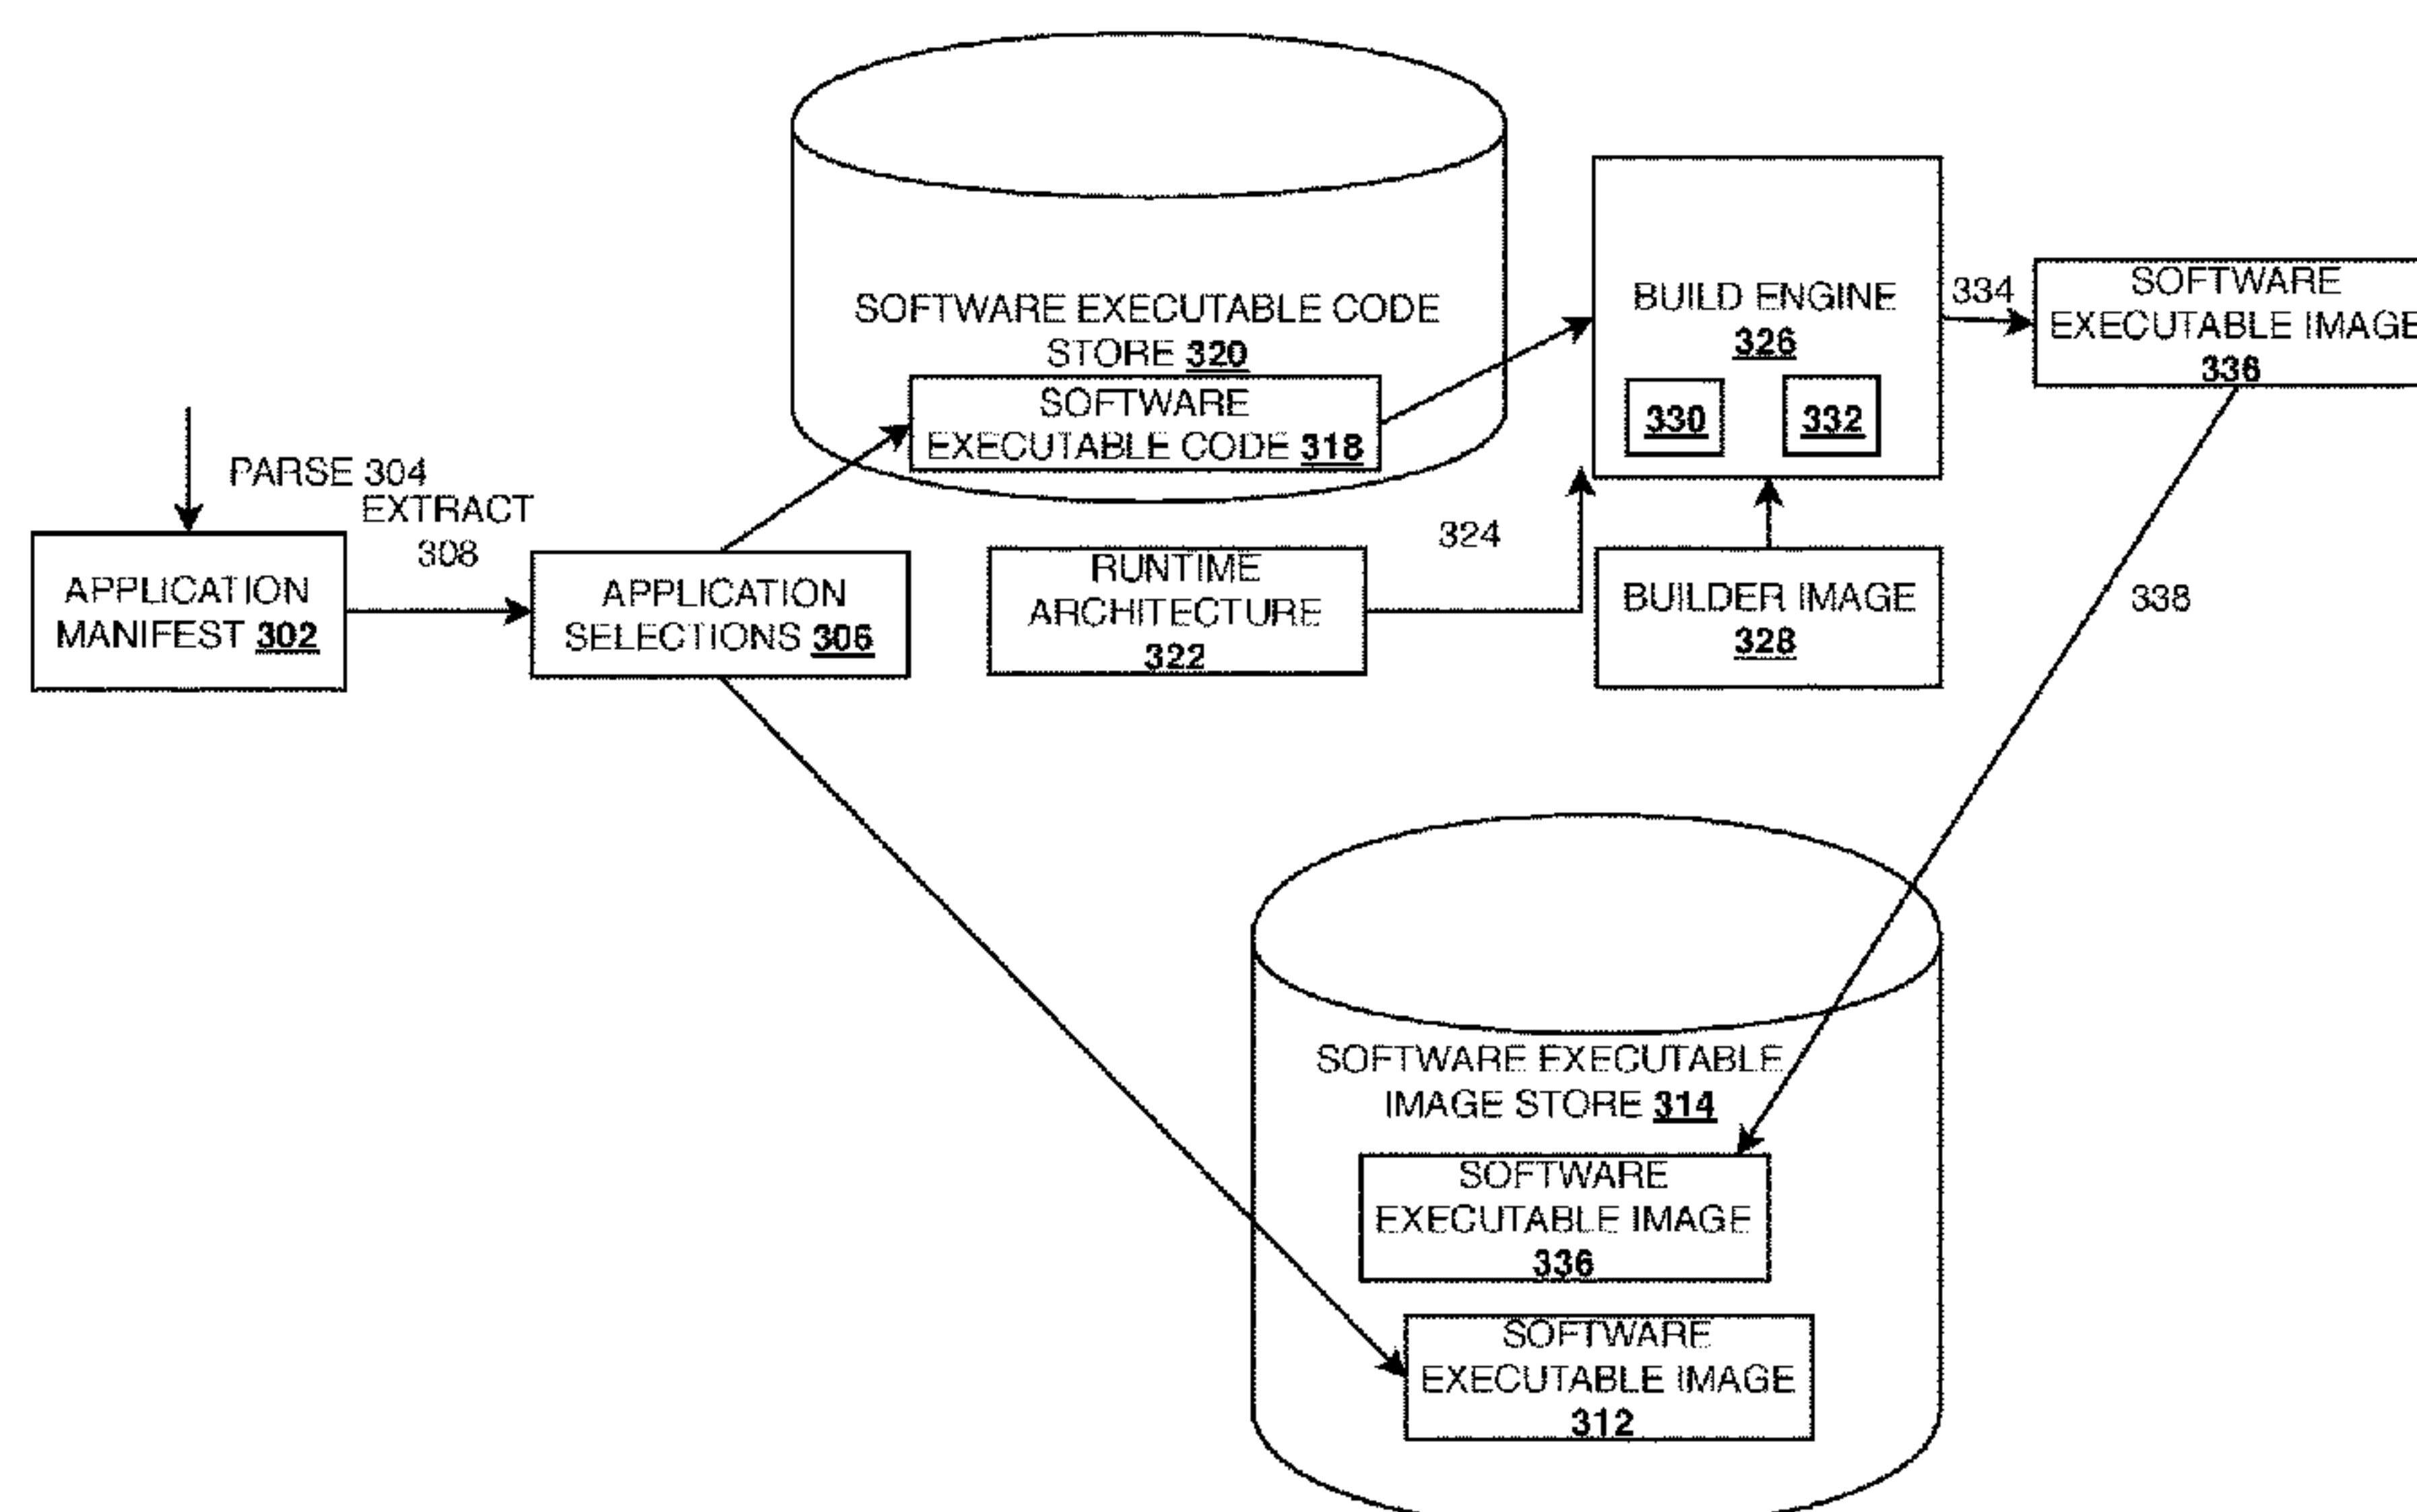 SOFTWARE EXECUTABLE CODE
STORE 320
SOFTWARE
EXECUTABLE CODE 318
BUILD ENGINE
326
330
332
334
SOFTWARE
EXECUTABLE IMAGE
336
PARSE 304
EXTRACT
308
APPLICATION
MANIFEST 302
APPLICATION
SELECTIONS 306
RUNTIME
ARCHITECTURE
322
324
BUILDER IMAGE
328
338
SOFTWARE EXECUTABLE
IMAGE STORE 314
SOFTWARE
EXECUTABLE IMAGE
336
SOFTWARE
EXECUTABLE IMAGE
312